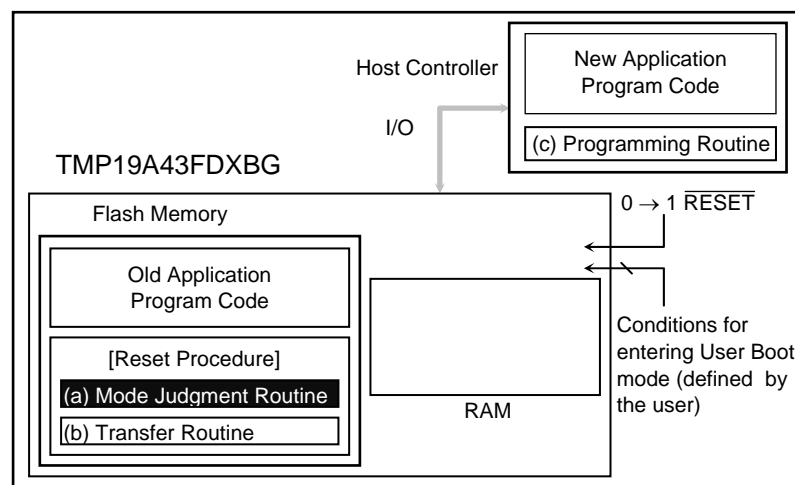 Host Controller
New Application
Program Code
(c) Programming Routine
I/O
TMP19A43FDXBG
0 → 1 RESET
Flash Memory
Old Application
Program Code
[Reset Procedure]
(a) Mode Judgment Routine
(b) Transfer Routine
RAM
Conditions for
entering User Boot
mode (defined by
the user)